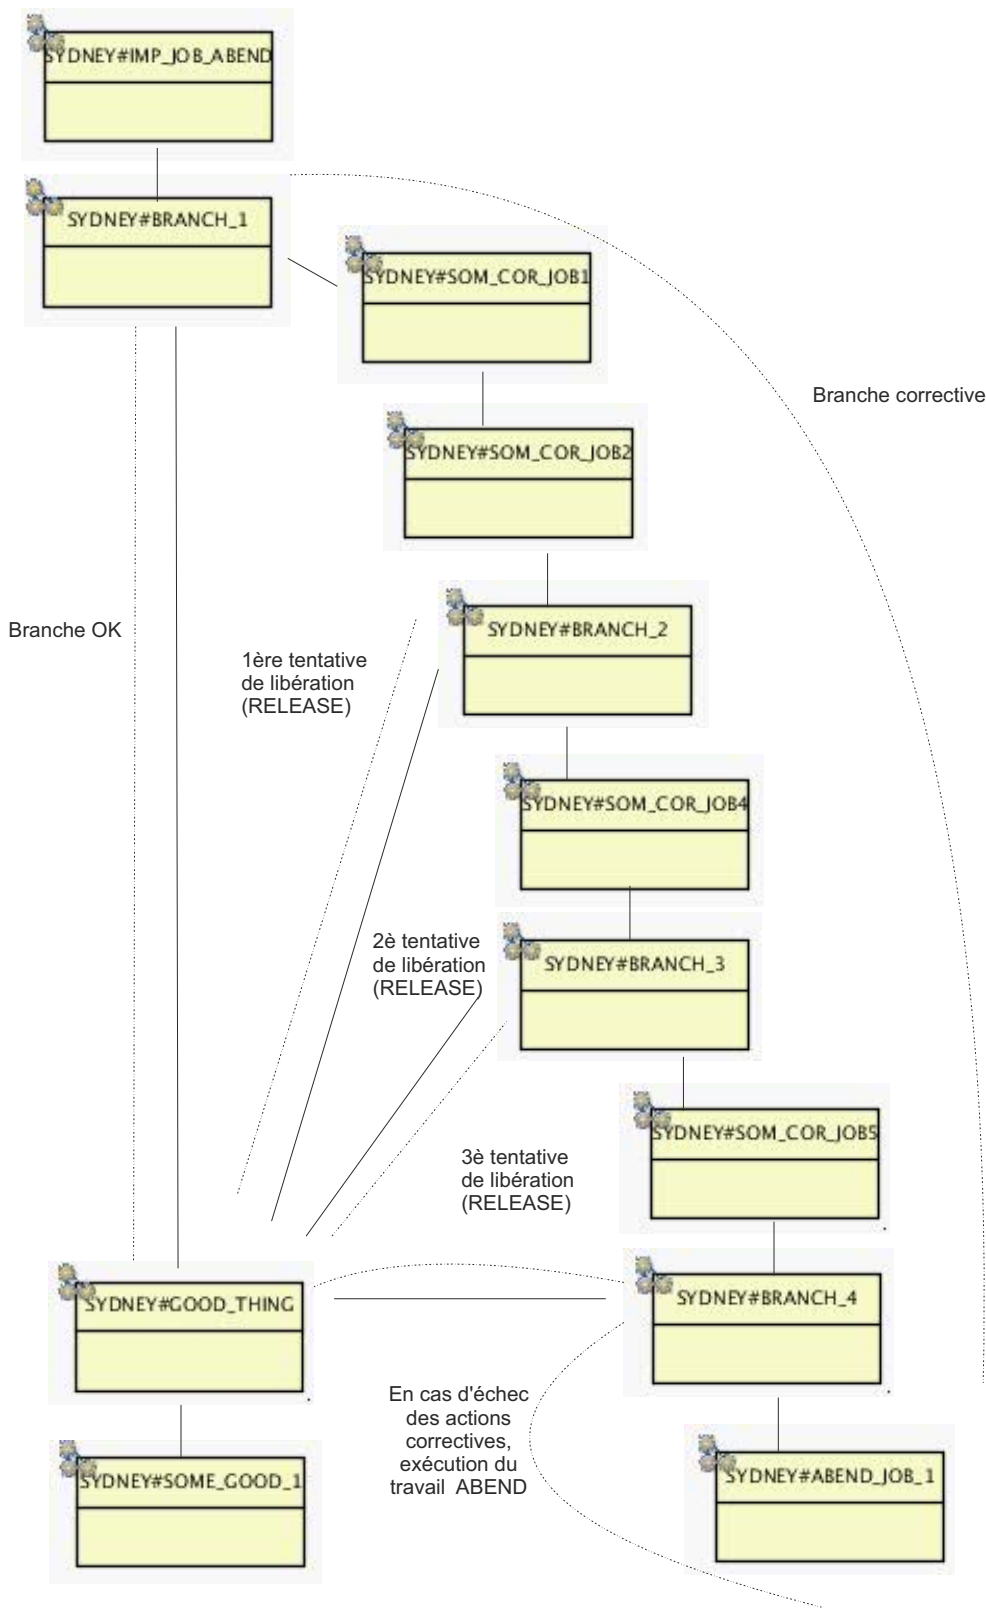 SYDNEY#IMP_JOB_ABEND
SYDNEY#BRANCH_1
SYDNEY#SOM_COR_JOB1
Branche corrective
SYDNEY#SOM_COR_JOB2
Branche OK
SYDNEY#BRANCH_2
1ère tentative
de libération
(RELEASE)
SYDNEY#SOM_COR_JOB4
2è tentative
de libération
(RELEASE)
SYDNEY#BRANCH_3
SYDNEY#SOM_COR_JOB5
3è tentative
de libération
(RELEASE)
SYDNEY#GOOD_THING
SYDNEY#BRANCH_4
En cas d'échec
des actions
correctives,
exécution du
travail ABEND
SYDNEY#SOME_GOOD_1
SYDNEY#ABEND_JOB_1